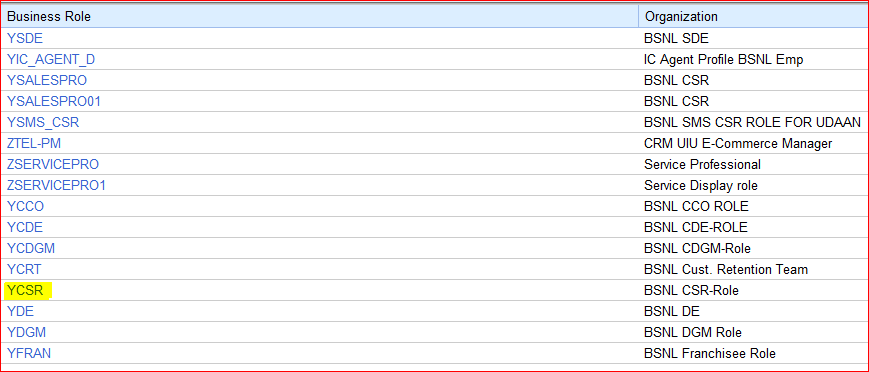 Business Role Organization
YSDE BSNL SDE
YIC_AGENT_D IC Agent Profile BSNL Emp
YSALESPRO BSNL CSR
YSALESPRO01 BSNL CSR
YSMS_CSR BSNL SMS CSR ROLE FOR UDAAN
ZTEL-PM CRM UIU E-Commerce Manager
ZSERVICEPRO Service Professional
ZSERVICEPRO1 Service Display role
YCCO BSNL CCO ROLE
YCDE BSNL CDE-ROLE
YCDGM BSNL CDGM-Role
YCRT BSNL Cust. Retention Team
YCSR BSNL CSR-Role
YDE BSNL DE
YDGM BSNL DGM Role
YFRAN BSNL Franchisee Role